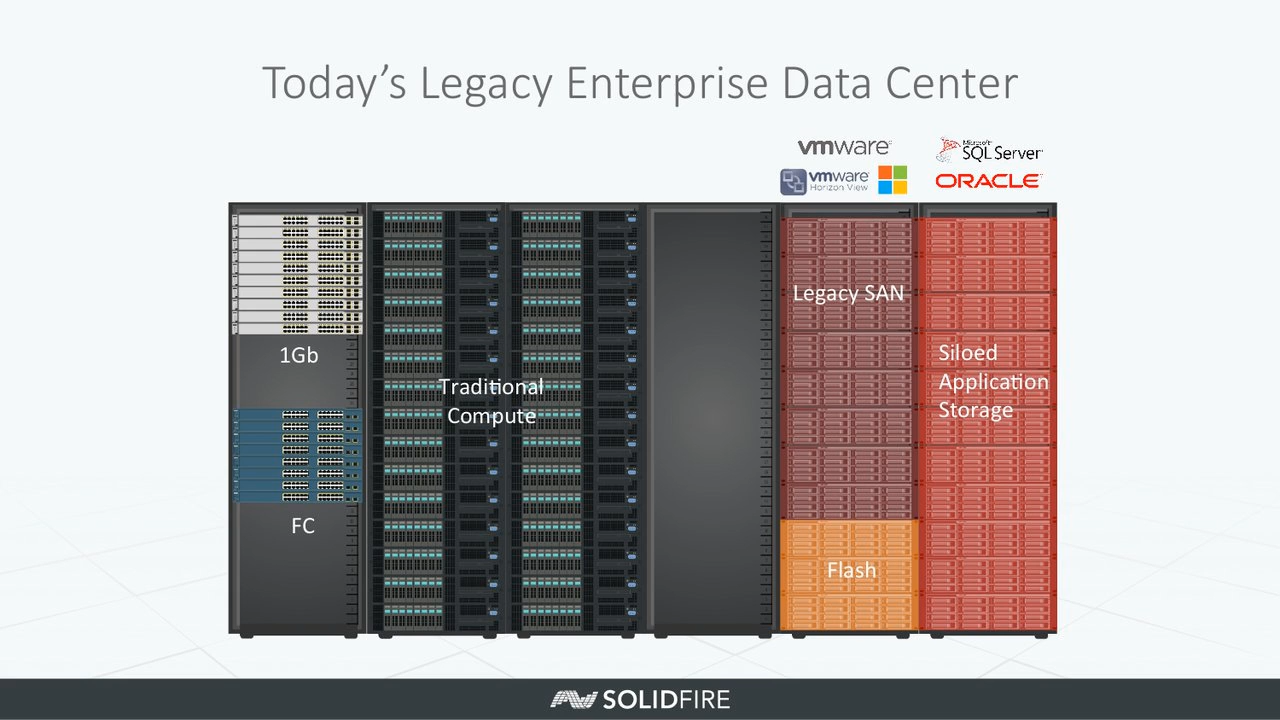 Today’s Legacy Enterprise Data Center
vmware
Microsoft
SQL Server
vmware
Horizon View
ORACLE
Legacy SAN
1Gb
Siloed
Application
Storage
Traditional
Compute
FC
Flash
SOLIDFIRE